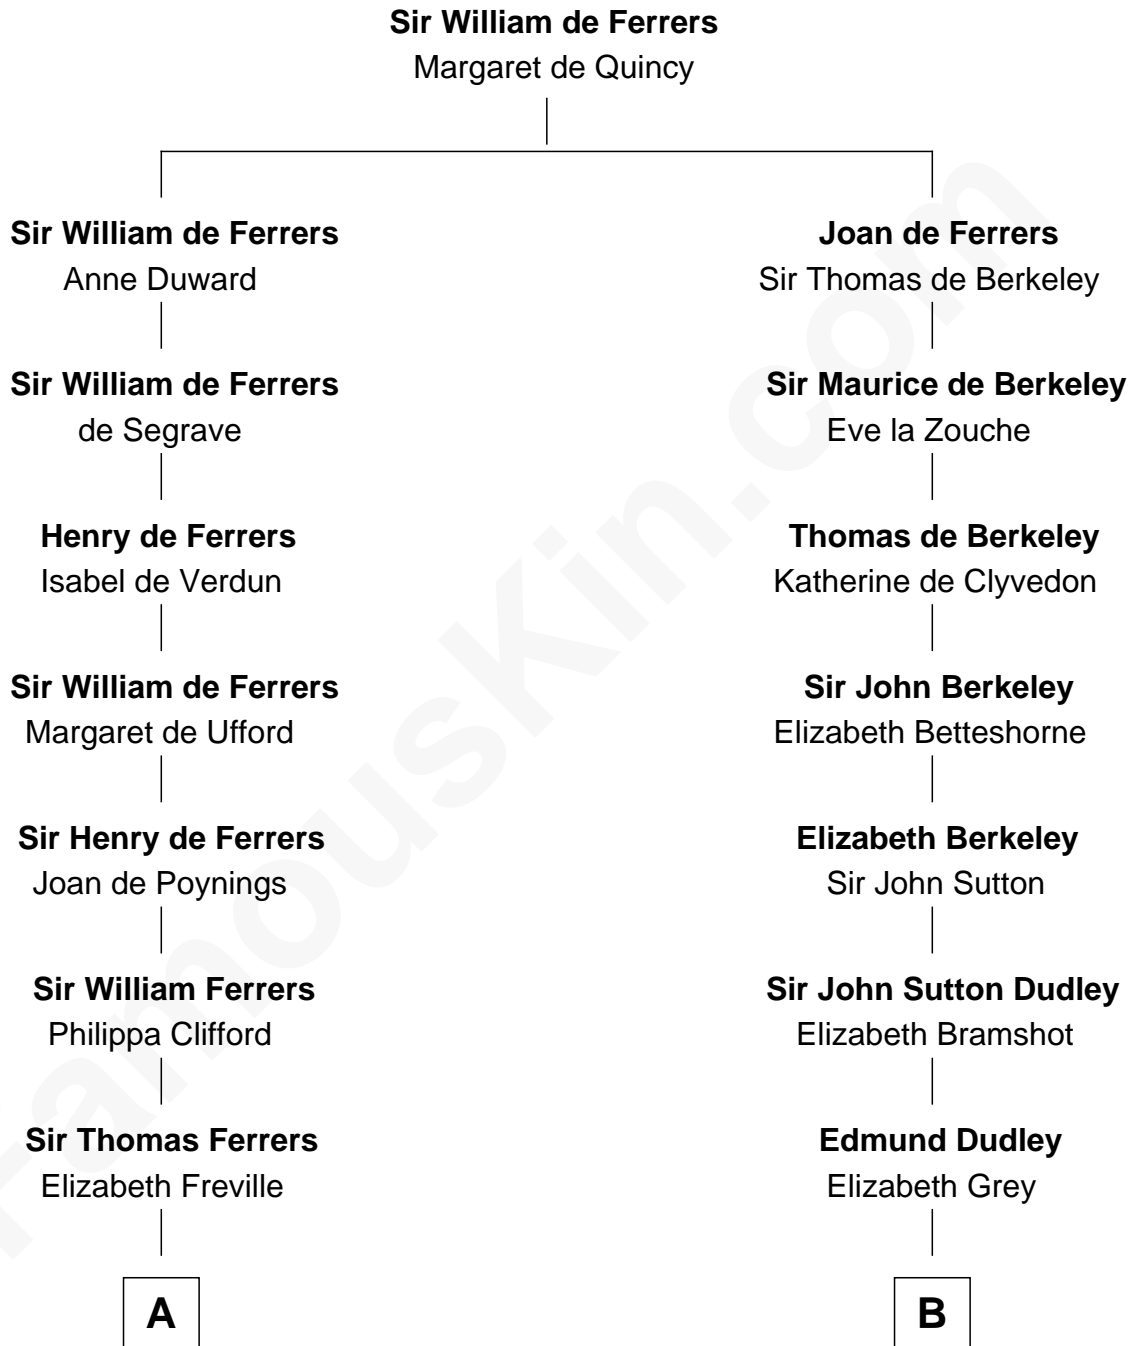 Sir William de Ferrers
Margaret de Quincy
Sir William de Ferrers
Anne Duward
Sir William de Ferrers
de Segrave
Henry de Ferrers
Isabel de Verdun
Sir William de Ferrers
Margaret de Ufford
Sir Henry de Ferrers
Joan de Poynings
Sir William Ferrers
Philippa Clifford
Sir Thomas Ferrers
Elizabeth Freville
A
Joan de Ferrers
Sir Thomas de Berkeley
Sir Maurice de Berkeley
Eve la Zouche
Thomas de Berkeley
Katherine de Clyvedon
Sir John Berkeley
Elizabeth Betteshorne
Elizabeth Berkeley
Sir John Sutton
Sir John Sutton Dudley
Elizabeth Bramshot
Edmund Dudley
Elizabeth Grey
B
FamousKin.com